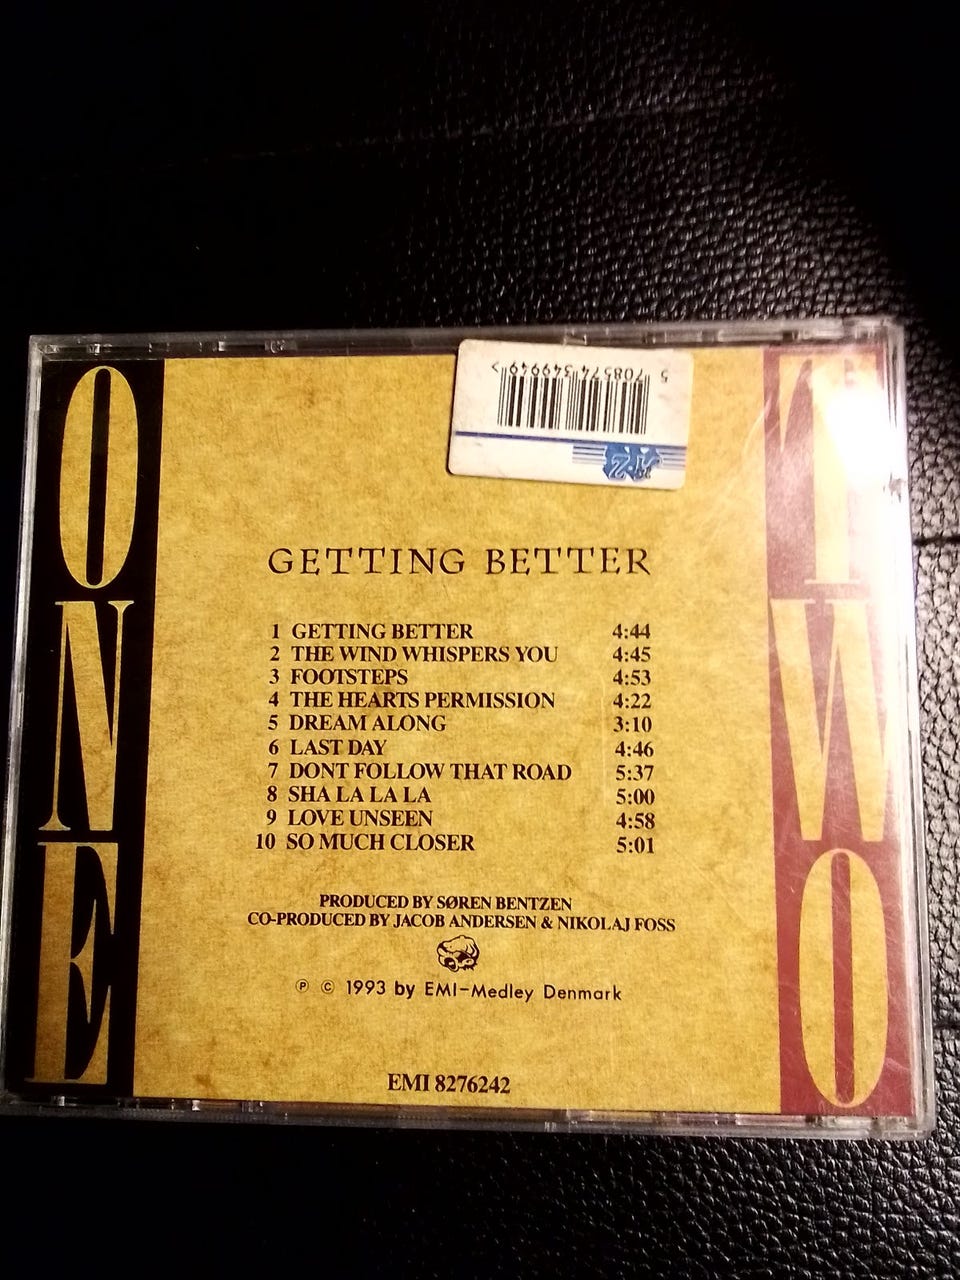 ONE
TWO
5 708574 349949 >
GETTING BETTER
1 GETTING BETTER 4:44
2 THE WIND WHISPERS YOU 4:45
3 FOOTSTEPS 4:53
4 THE HEARTS PERMISSION 4:22
5 DREAM ALONG 3:10
6 LAST DAY 4:46
7 DONT FOLLOW THAT ROAD 5:37
8 SHA LA LA LA 5:00
9 LOVE UNSEEN 4:58
10 SO MUCH CLOSER 5:01
PRODUCED BY SØREN BENTZEN
CO-PRODUCED BY JACOB ANDERSEN & NIKOLAJ FOSS
℗ © 1993 by EMI-Medley Denmark
EMI 8276242